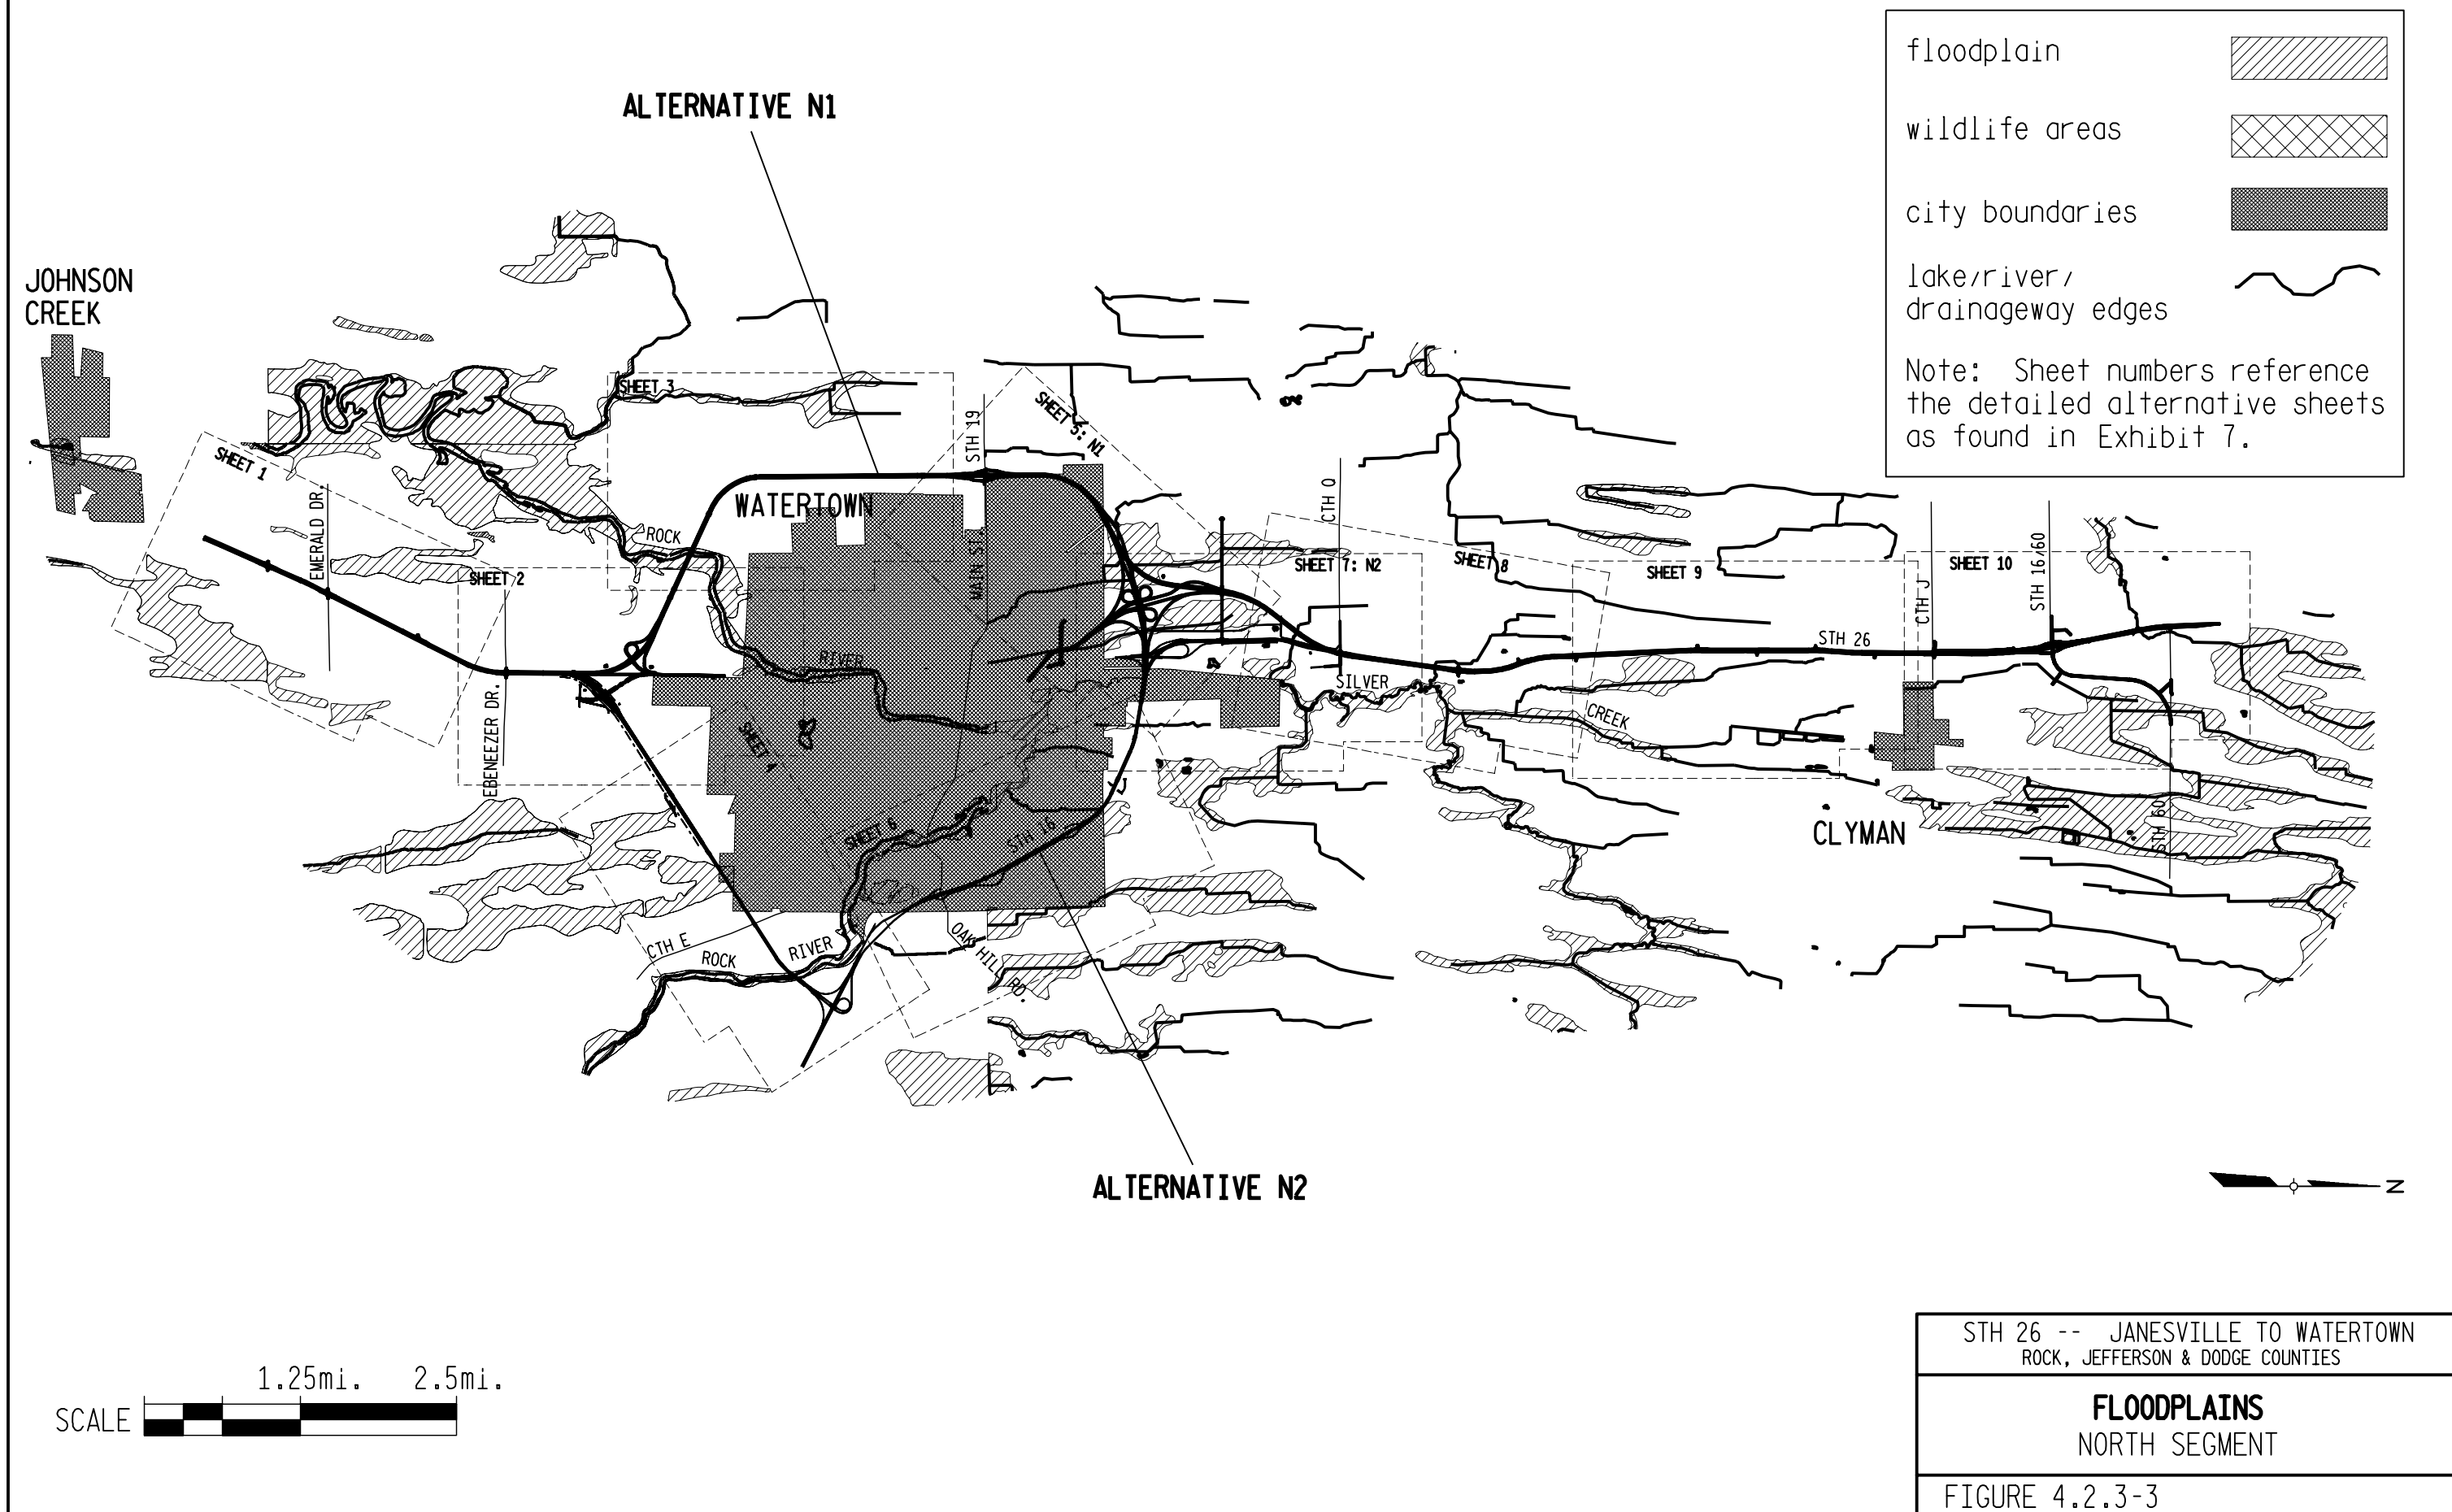 ALTERNATIVE N1
floodplain
wildlife areas
city boundaries
lake/river/
drainageway edges
Note: Sheet numbers reference
the detailed alternative sheets
as found in Exhibit 7.
JOHNSON
CREEK
SHEET 1
EMERALD DR.
SHEET 2
EBENEEZER DR.
SHEET 3
ROCK
WATERTOWN
RIVER
STH 19
MAIN ST.
SHEET 5: N1
SHEET 4
SHEET 6
STH 16
CTH E
ROCK
RIVER
OAK HILL RD.
CTH Q
SHEET 7: N2
SHEET 8
SILVER
CREEK
SHEET 9
STH 26
CTH J
SHEET 10
STH 16/60
CLYMAN
STH 60
ALTERNATIVE N2
N
1.25mi.
2.5mi.
SCALE
STH 26 -- JANESVILLE TO WATERTOWN
ROCK, JEFFERSON & DODGE COUNTIES
FLOODPLAINS
NORTH SEGMENT
FIGURE 4.2.3-3